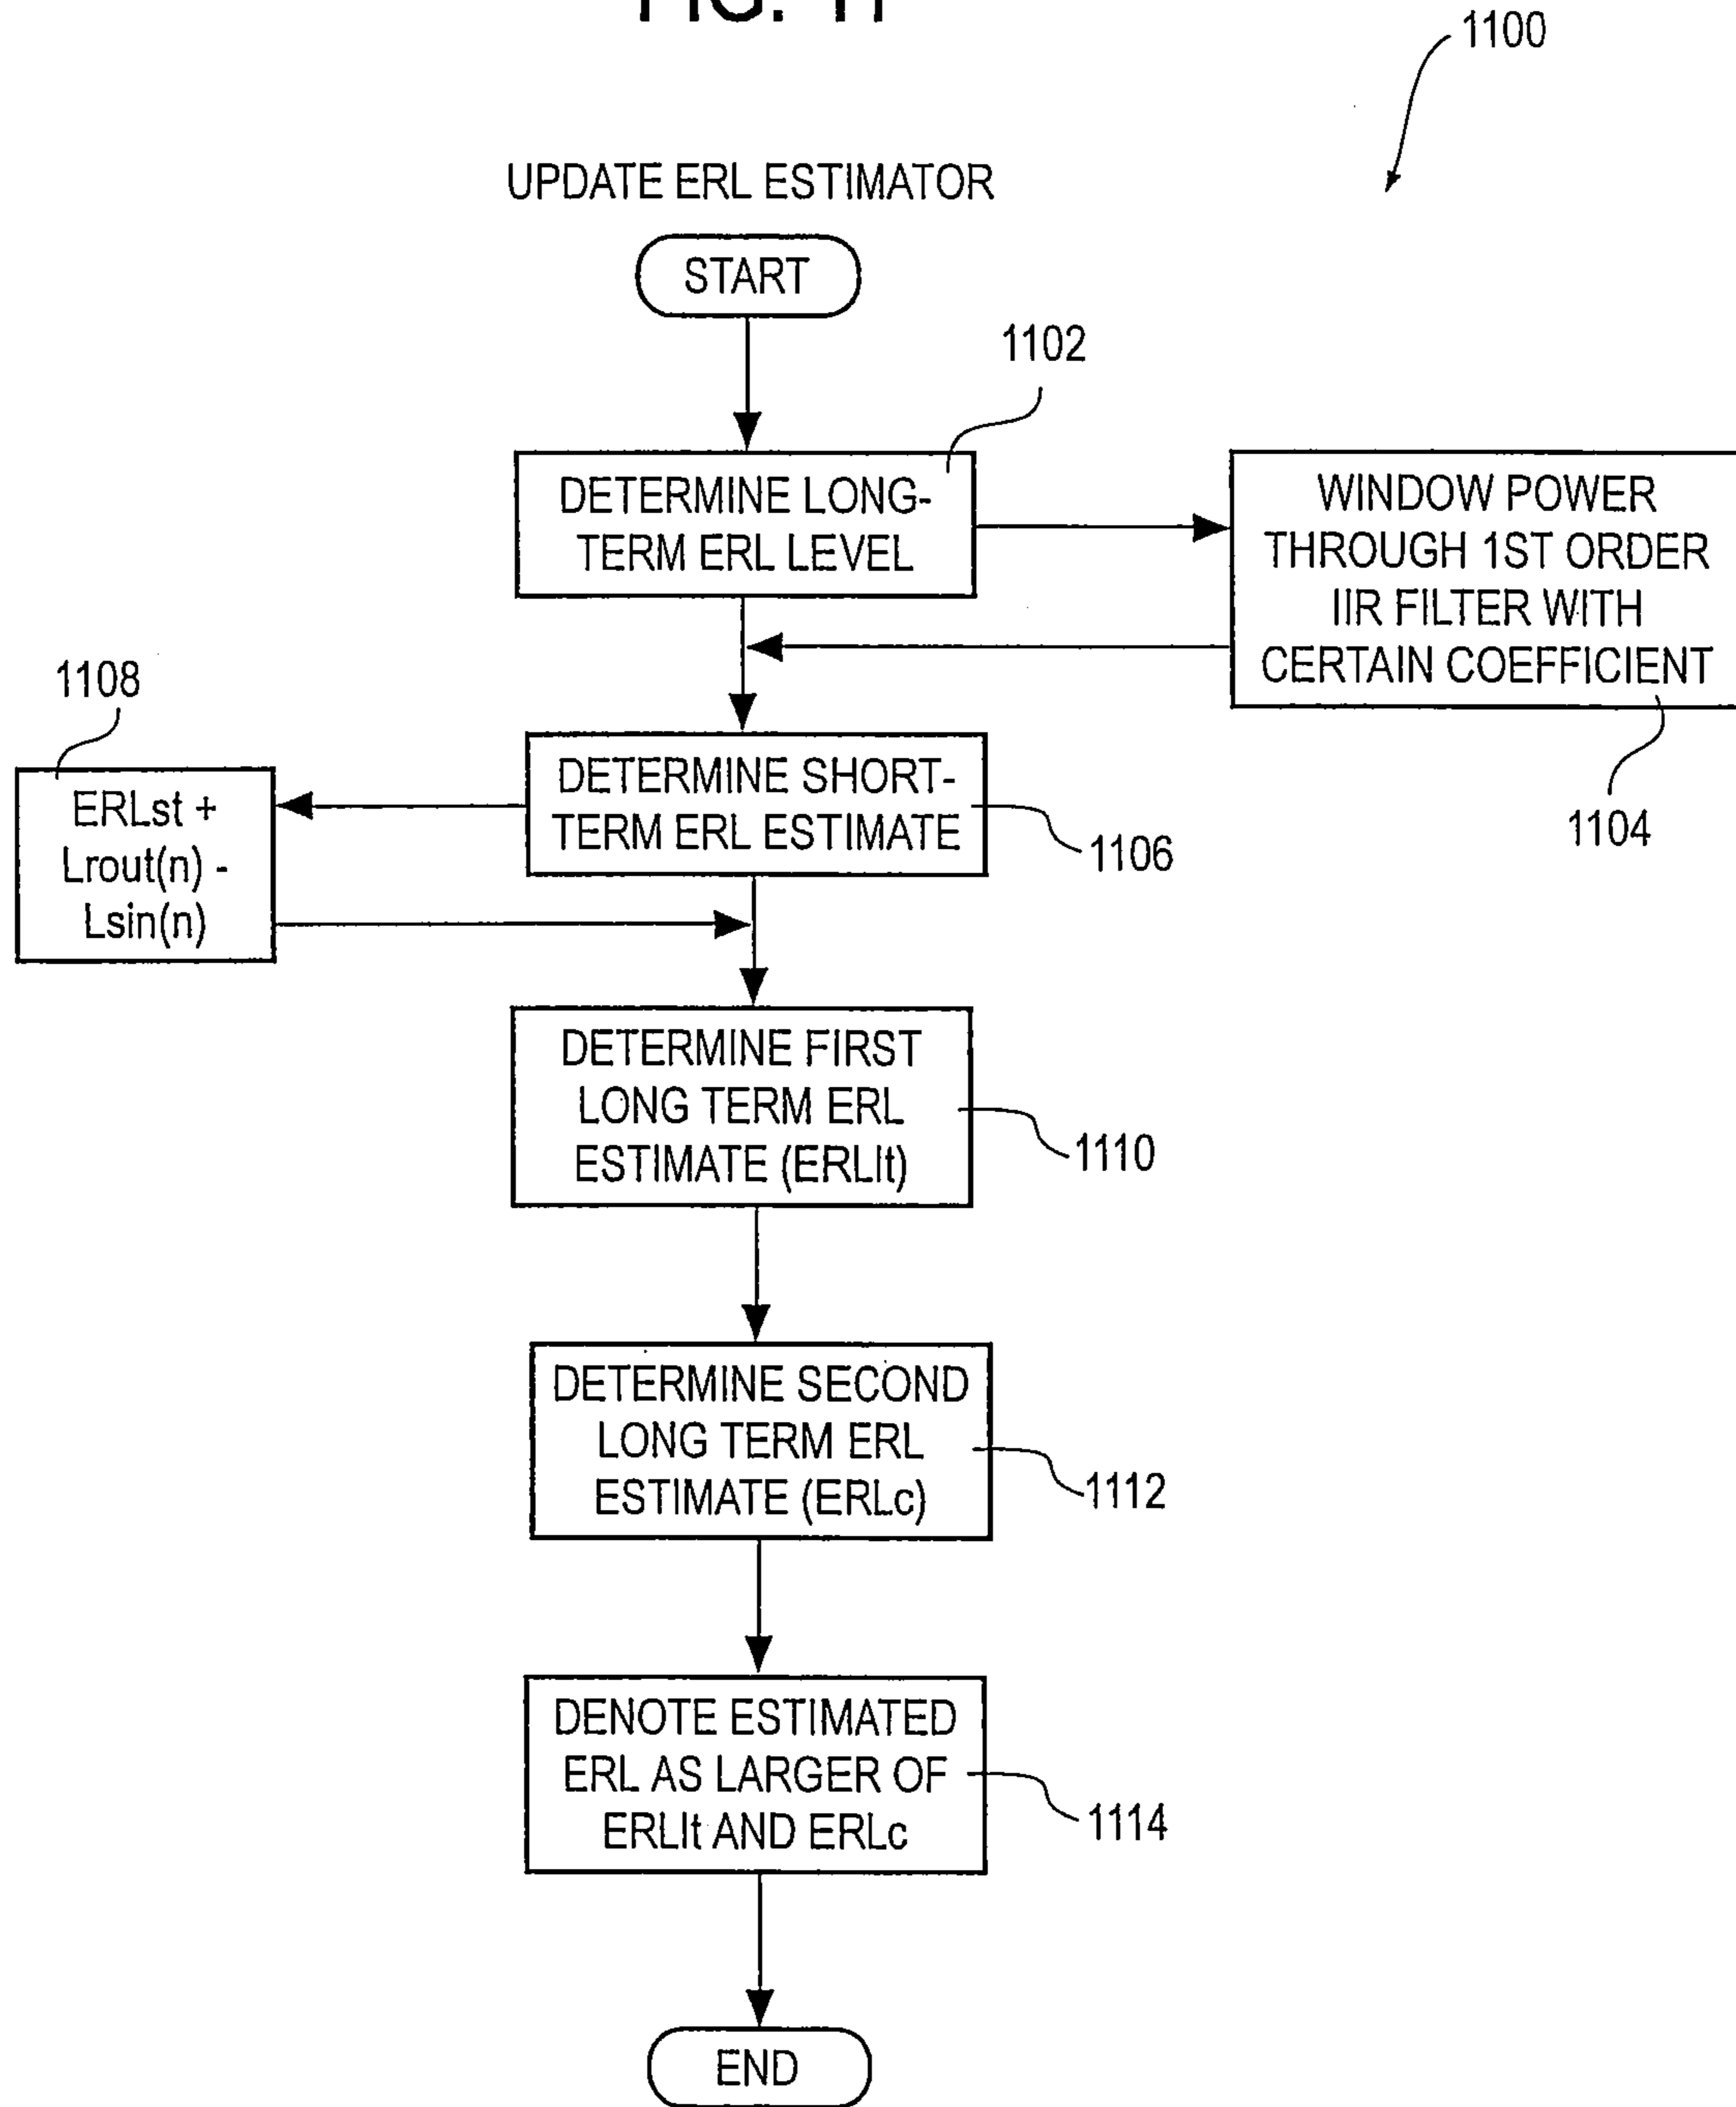 FIG. 11
1100
UPDATE ERL ESTIMATOR
START
1102
DETERMINE LONG-
TERM ERL LEVEL
WINDOW POWER
THROUGH 1ST ORDER
IIR FILTER WITH
CERTAIN COEFFICIENT
1104
1108
ERLst +
Lrout(n) -
Lsin(n)
DETERMINE SHORT-
TERM ERL ESTIMATE
1106
DETERMINE FIRST
LONG TERM ERL
ESTIMATE (ERLlt)
1110
DETERMINE SECOND
LONG TERM ERL
ESTIMATE (ERLc)
1112
DENOTE ESTIMATED
ERL AS LARGER OF
ERLlt AND ERLc
1114
END